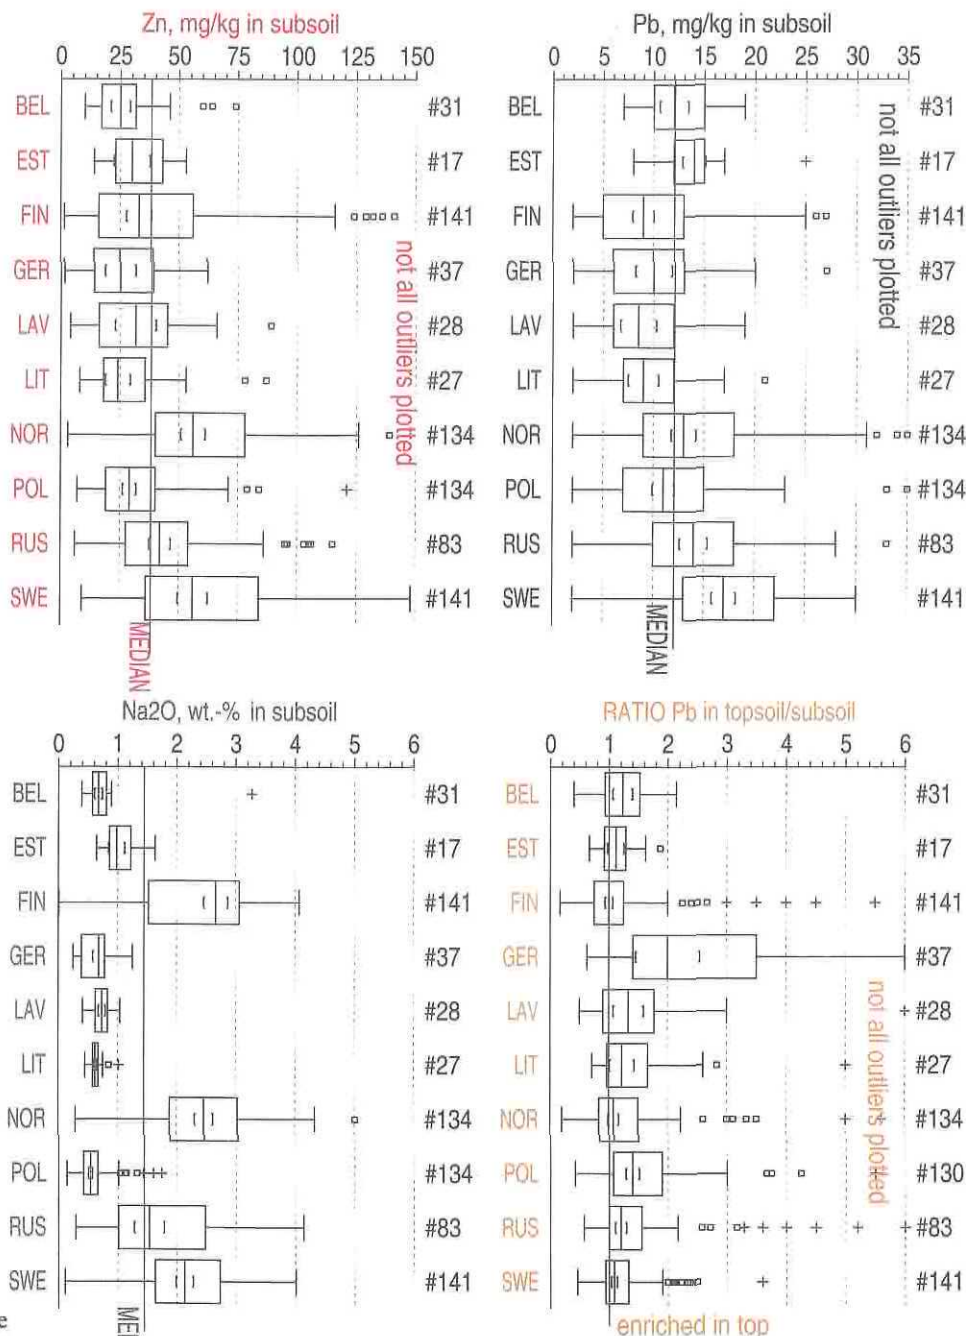 Zn, mg/kg in subsoil
0 25 50 75 100 125 150
BEL #31
EST #17
FIN #141
GER #37
LAV #28
LIT #27
NOR #134
POL #134
RUS #83
SWE #141
not all outliers plotted
MEDIAN
Pb, mg/kg in subsoil
0 5 10 15 20 25 30 35
BEL #31
EST #17
FIN #141
GER #37
LAV #28
LIT #27
NOR #134
POL #134
RUS #83
SWE #141
not all outliers plotted
MEDIAN
Na2O, wt.-% in subsoil
0 1 2 3 4 5 6
BEL #31
EST #17
FIN #141
GER #37
LAV #28
LIT #27
NOR #134
POL #134
RUS #83
SWE #141
RATIO Pb in topsoil/subsoil
0 1 2 3 4 5 6
BEL #31
EST #17
FIN #141
GER #37
LAV #28
LIT #27
NOR #134
POL #130
RUS #83
SWE #141
not all outliers plotted
enriched in top